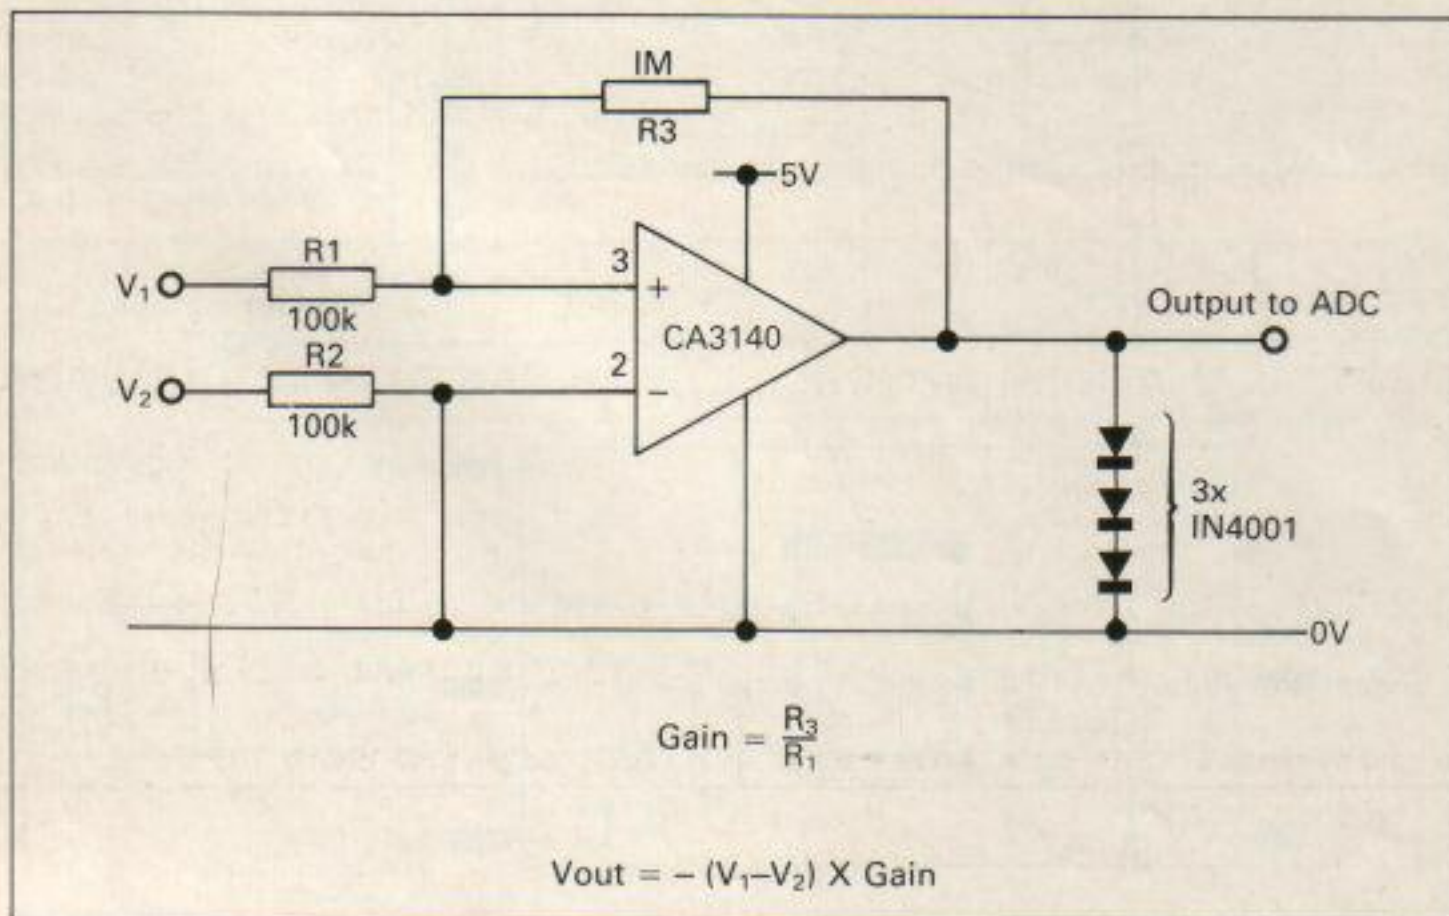 IM
R3
5V
R1
3
+
V₁
100k
Output to ADC
CA3140
R2
2
V₂
−
100k
3x
IN4001
0V
Gain = R₃/R₁
Vout = − (V₁–V₂) X Gain